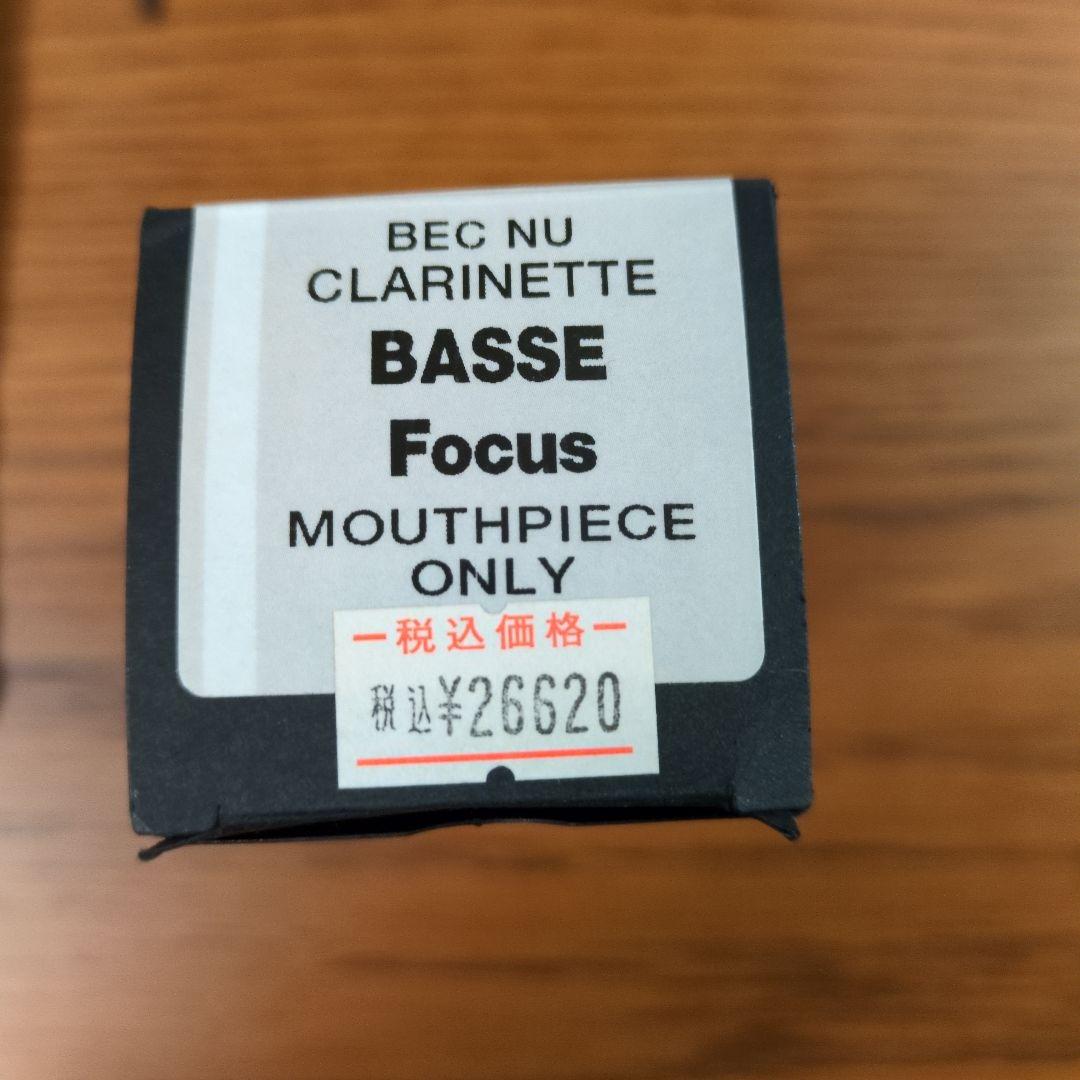 BEC NU
CLARINETTE
BASSE
Focus
MOUTHPIECE
ONLY
ー税込価格ー
税込¥26620